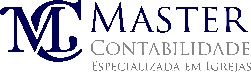 MC MASTER
CONTABILIDADE
ESPECIALIZADA EM IGREJAS